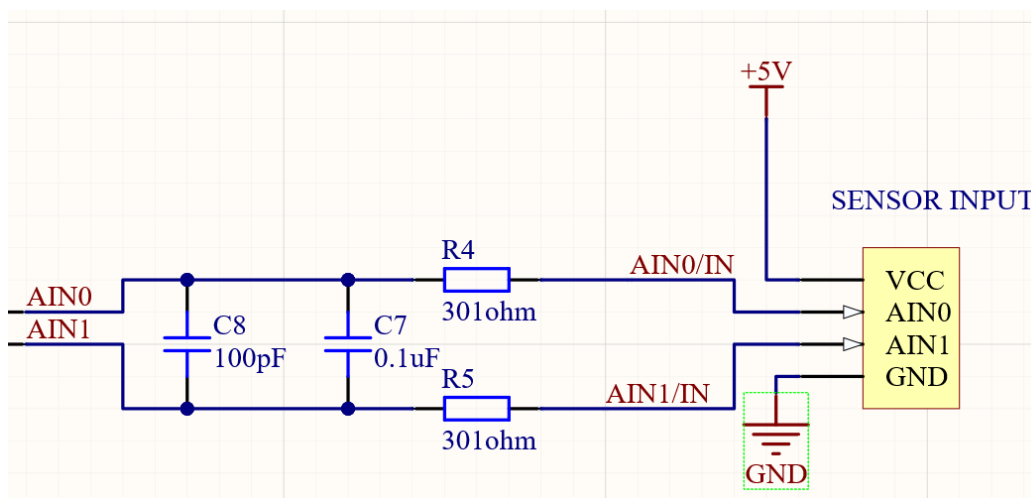 +5V
SENSOR INPUT
R4
AIN0/IN
301ohm
VCC
AIN0
AIN0
AIN1
AIN1
C8
100pF
C7
0.1uF
R5
301ohm
AIN1/IN
GND
GND